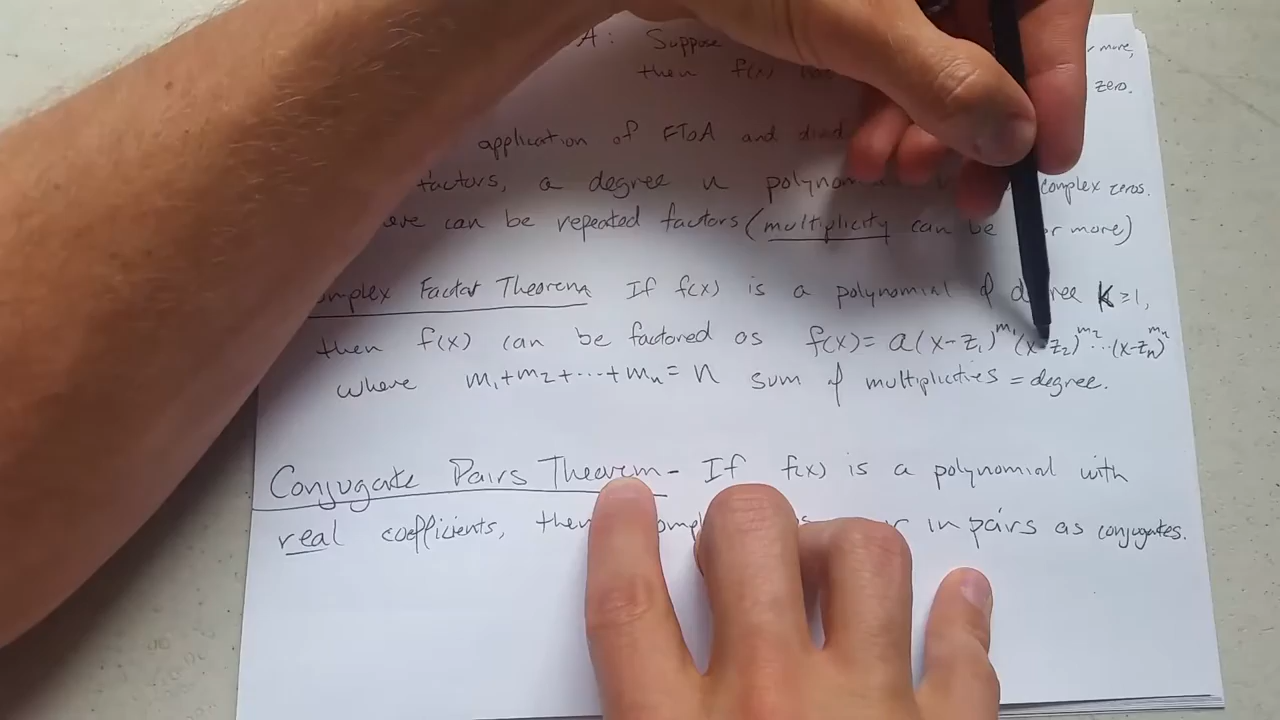 A: Suppose or more,
then f(x) has zero.
application of FToA and
factors, a degree n complex zeros.
can be repeated factors (multiplicity can be or more)
Complex Factor Theorem If f(x) is a polynomial of degree K ≥ 1,
then f(x) can be factored as f(x) = a(x-z₁)^m₁ (x-z₂)^m₂ ... (x-zₙ)^mₙ
where m₁+m₂+...+mₙ = n sum of multiplicities = degree.
Conjugate Pairs Theorem - If f(x) is a polynomial with
real coefficients, in pairs as conjugates.